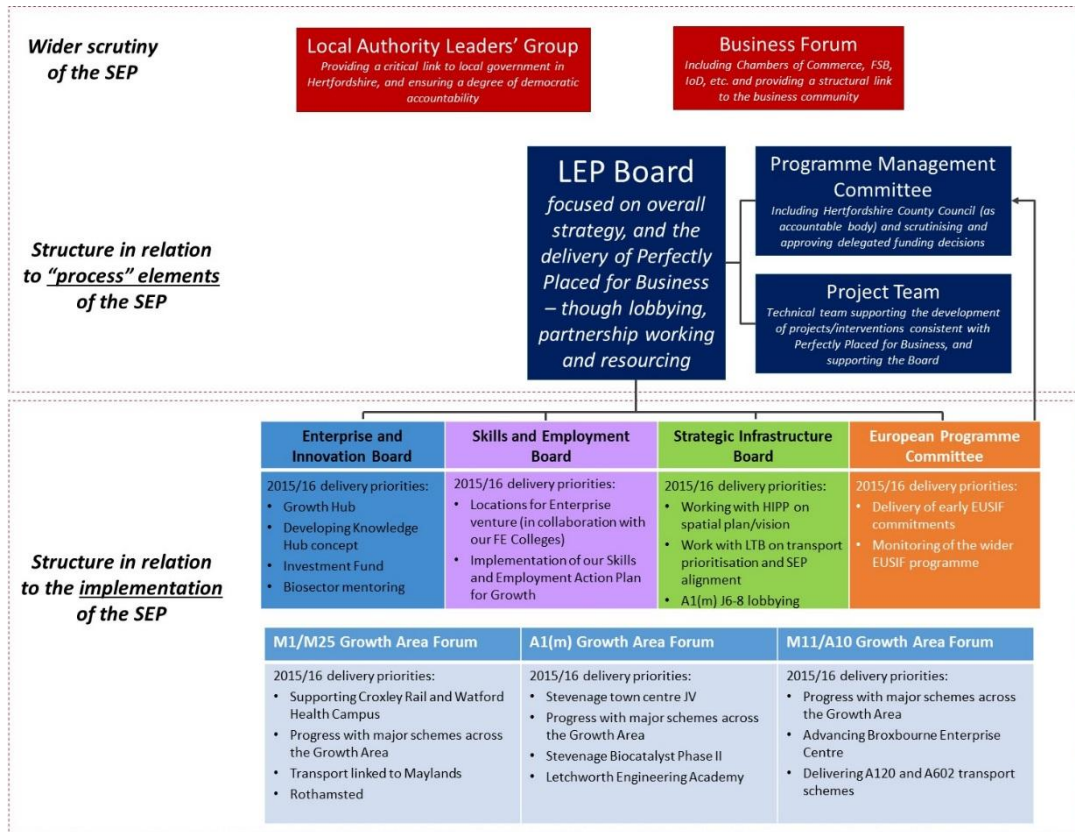 Wider scrutiny
of the SEP
Local Authority Leaders' Group
Providing a critical link to local government in
Hertfordshire, and ensuring a degree of democratic
accountability
Business Forum
Including Chambers of Commerce, FSB,
IoD, etc. and providing a structural link
to the business community
Structure in relation
to "process" elements
of the SEP
LEP Board
focused on overall
strategy, and the
delivery of Perfectly
Placed for Business
– though lobbying,
partnership working
and resourcing
Programme Management
Committee
Including Hertfordshire County Council (as
accountable body) and scrutinising and
approving delegated funding decisions
Project Team
Technical team supporting the development
of projects/interventions consistent with
Perfectly Placed for Business, and
supporting the Board
Structure in relation
to the implementation
of the SEP
Enterprise and
Innovation Board
2015/16 delivery priorities:
• Growth Hub
• Developing Knowledge
Hub concept
• Investment Fund
• Biosector mentoring
Skills and Employment
Board
2015/16 delivery priorities:
• Locations for Enterprise
venture (in collaboration with
our FE Colleges)
• Implementation of our Skills
and Employment Action Plan
for Growth
Strategic Infrastructure
Board
2015/16 delivery priorities:
• Working with HIPP on
spatial plan/vision
• Work with LTB on transport
prioritisation and SEP
alignment
• A1(m) J6-8 lobbying
European Programme
Committee
2015/16 delivery priorities:
• Delivery of early EUSIF
commitments
• Monitoring of the wider
EUSIF programme
M1/M25 Growth Area Forum
2015/16 delivery priorities:
• Supporting Croxley Rail and Watford
Health Campus
• Progress with major schemes across
the Growth Area
• Transport linked to Maylands
• Rothamsted
A1(m) Growth Area Forum
2015/16 delivery priorities:
• Stevenage town centre JV
• Progress with major schemes across
the Growth Area
• Stevenage Biocatalyst Phase II
• Letchworth Engineering Academy
M11/A10 Growth Area Forum
2015/16 delivery priorities:
• Progress with major schemes across
the Growth Area
• Advancing Broxbourne Enterprise
Centre
• Delivering A120 and A602 transport
schemes